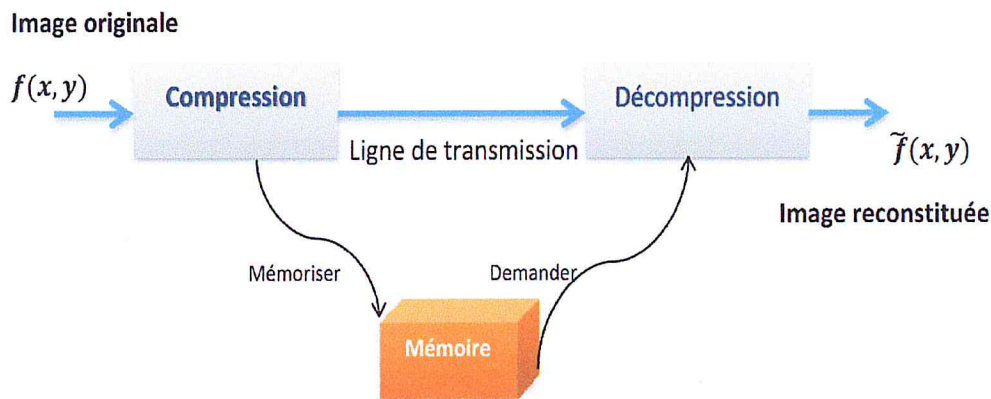 Image originale
f(x, y)
Compression
Décompression
Ligne de transmission
f̃(x, y)
Image reconstituée
Mémoriser
Demander
Mémoire